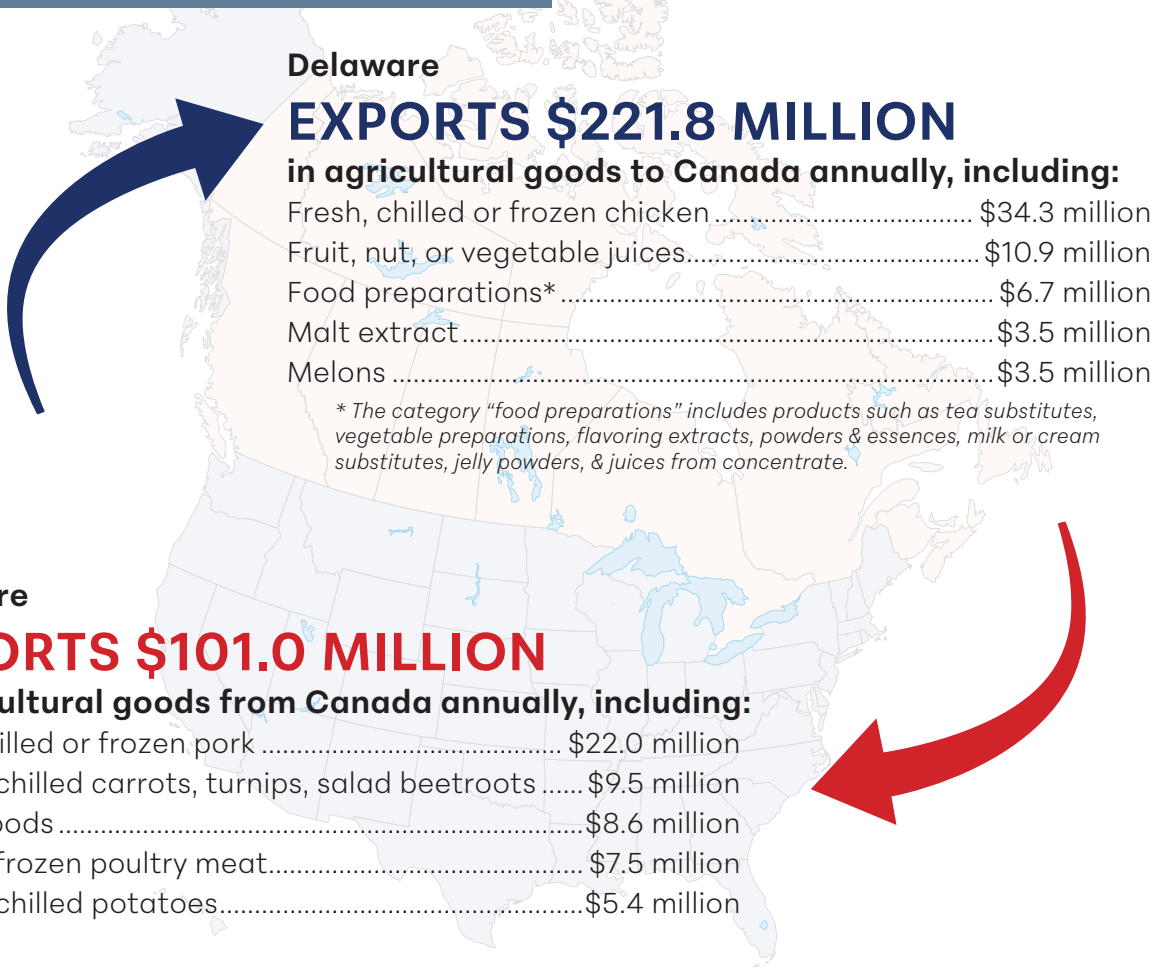 Delaware
EXPORTS $221.8 MILLION
in agricultural goods to Canada annually, including:
Fresh, chilled or frozen chicken ................................. $34.3 million
Fruit, nut, or vegetable juices..................................... $10.9 million
Food preparations* ....................................................... $6.7 million
Malt extract .................................................................... $3.5 million
Melons ............................................................................. $3.5 million
* The category “food preparations” includes products such as tea substitutes,
vegetable preparations, flavoring extracts, powders & essences, milk or cream
substitutes, jelly powders, & juices from concentrate.
re
ORTS $101.0 MILLION
cultural goods from Canada annually, including:
illed or frozen pork ...................................... $22.0 million
chilled carrots, turnips, salad beetroots ..... $9.5 million
oods ................................................................... $8.6 million
frozen poultry meat........................................ $7.5 million
chilled potatoes............................................... $5.4 million